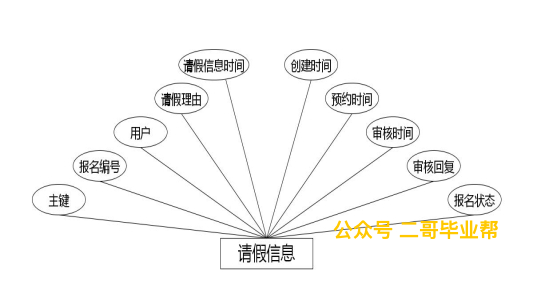 请假信息时间
创建时间
请假理由
预约时间
用户
审核时间
报名编号
审核回复
主键
报名状态
公众号 二哥毕业帮
请假信息